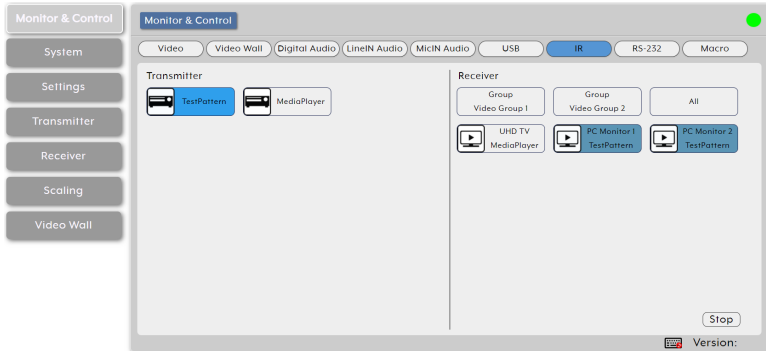 Monitor & Control
System
Settings
Transmitter
Receiver
Scaling
Video Wall
Monitor & Control
Video Video Wall Digital Audio LineIN Audio MicIN Audio USB IR RS-232 Macro
Transmitter
TestPattern MediaPlayer
Receiver
Group
Video Group 1
Group
Video Group 2
All
UHD TV
MediaPlayer
PC Monitor 1
TestPattern
PC Monitor 2
TestPattern
Stop
Version: